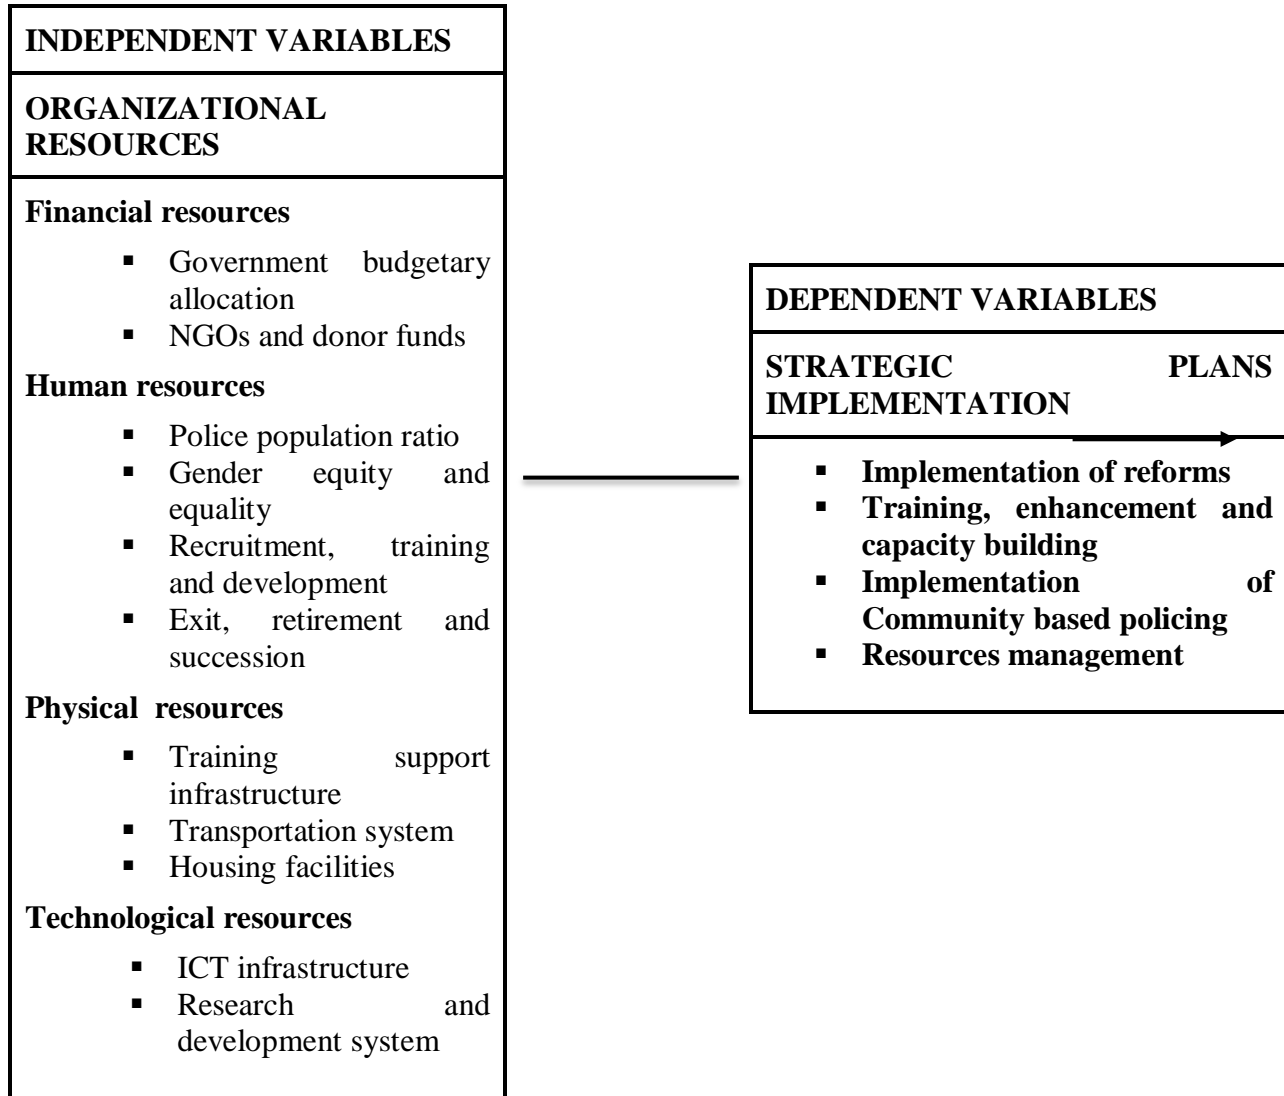 INDEPENDENT VARIABLES
ORGANIZATIONAL
RESOURCES
Financial resources
▪ Government budgetary
allocation
▪ NGOs and donor funds
Human resources
▪ Police population ratio
▪ Gender equity and
equality
▪ Recruitment, training
and development
▪ Exit, retirement and
succession
Physical resources
▪ Training support
infrastructure
▪ Transportation system
▪ Housing facilities
Technological resources
▪ ICT infrastructure
▪ Research and
development system
DEPENDENT VARIABLES
STRATEGIC PLANS
IMPLEMENTATION
▪ Implementation of reforms
▪ Training, enhancement and
capacity building
▪ Implementation of
Community based policing
▪ Resources management